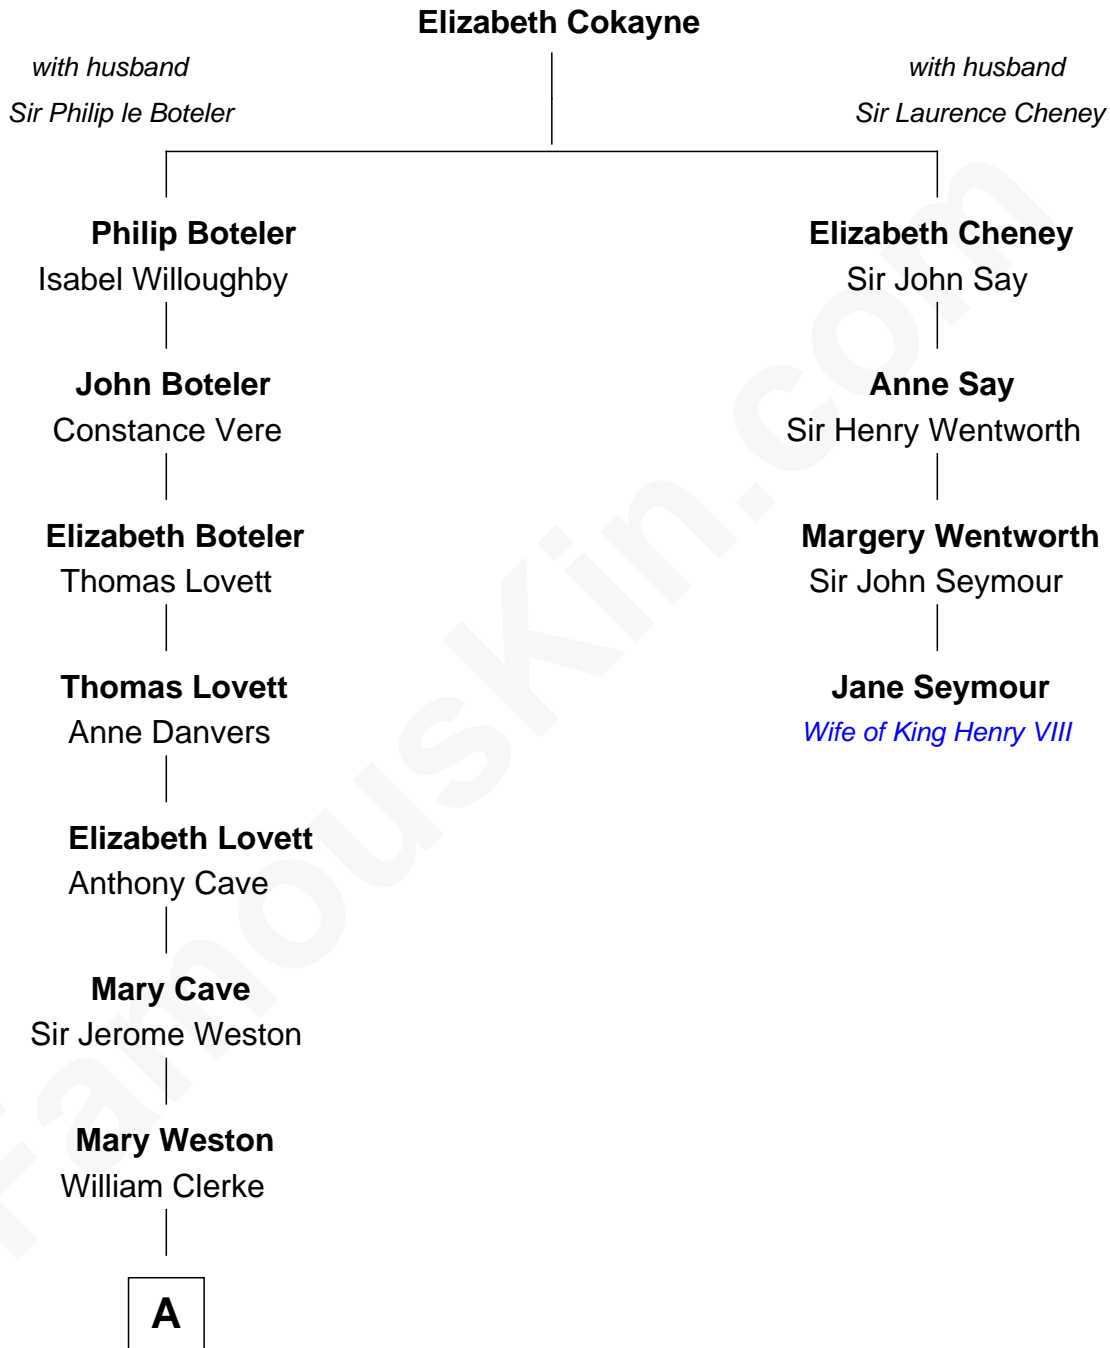 Elizabeth Cokayne
with husband
Sir Philip le Boteler
with husband
Sir Laurence Cheney
Philip Boteler
Isabel Willoughby
Elizabeth Cheney
Sir John Say
John Boteler
Constance Vere
Anne Say
Sir Henry Wentworth
Elizabeth Boteler
Thomas Lovett
Margery Wentworth
Sir John Seymour
Thomas Lovett
Anne Danvers
Jane Seymour
Wife of King Henry VIII
Elizabeth Lovett
Anthony Cave
Mary Cave
Sir Jerome Weston
Mary Weston
William Clerke
A
FamousKin.com